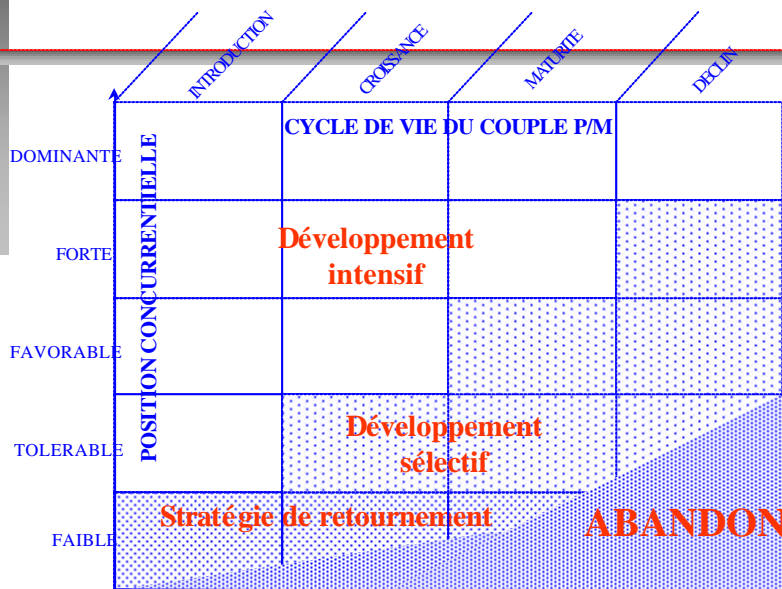 INTRODUCTION
CROISSANCE
MATURITE
DECLIN
CYCLE DE VIE DU COUPLE P/M
POSITION CONCURRENTIELLE
DOMINANTE
FORTE
Développement
intensif
FAVORABLE
TOLERABLE
Développement
sélectif
Stratégie de retournement
FAIBLE
ABANDON